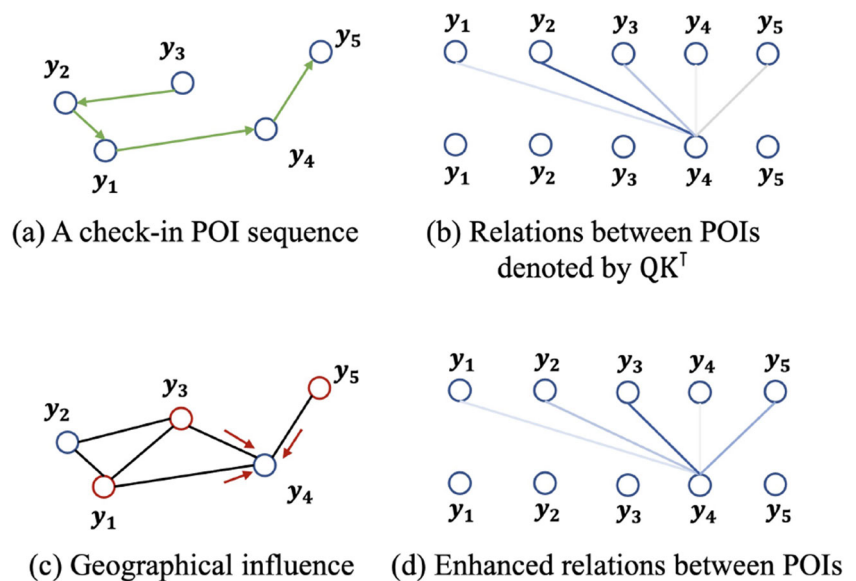 y₃ y₅
y₂
y₄
y₁
(a) A check-in POI sequence
y₁ y₂ y₃ y₄ y₅
y₁ y₂ y₃ y₄ y₅
(b) Relations between POIs
denoted by QKᵀ
y₃ y₅
y₂
y₄
y₁
(c) Geographical influence
y₁ y₂ y₃ y₄ y₅
y₁ y₂ y₃ y₄ y₅
(d) Enhanced relations between POIs